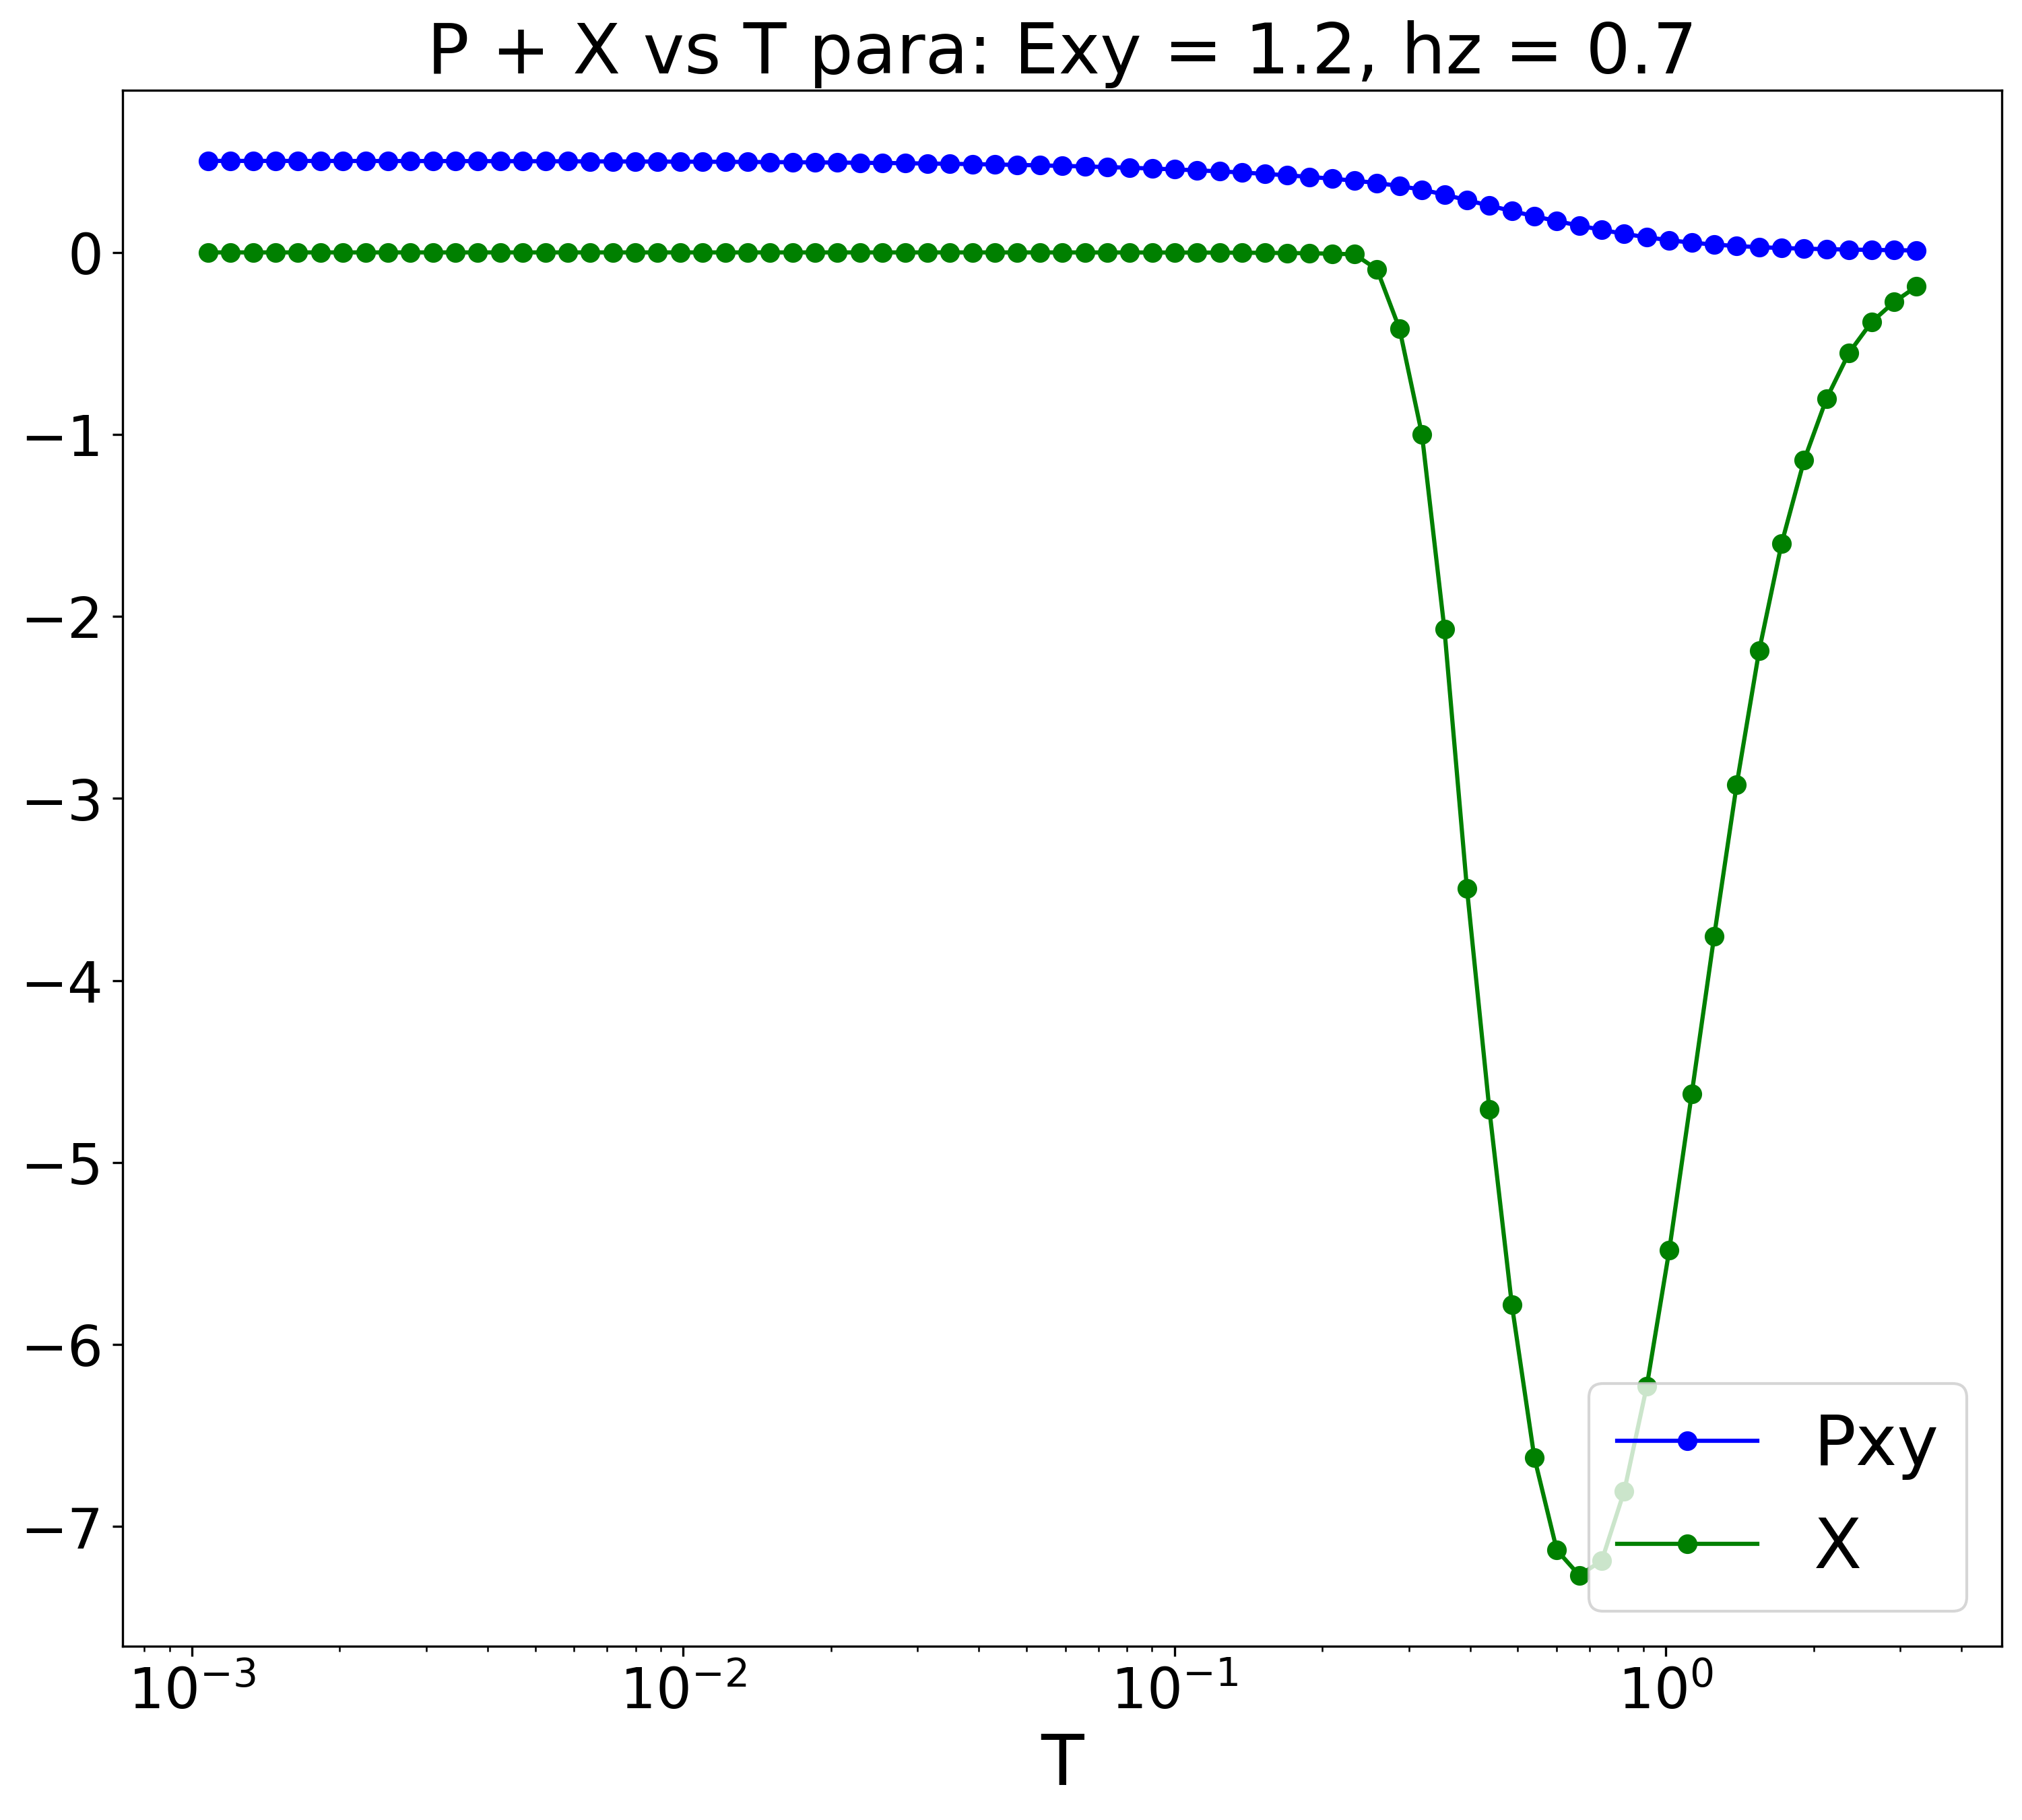 P + X vs T para: Exy = 1.2, hz = 0.7
0
−1
−2
−3
−4
−5
−6
−7
Pxy
X
10⁻³ 10⁻² 10⁻¹ 10⁰
T